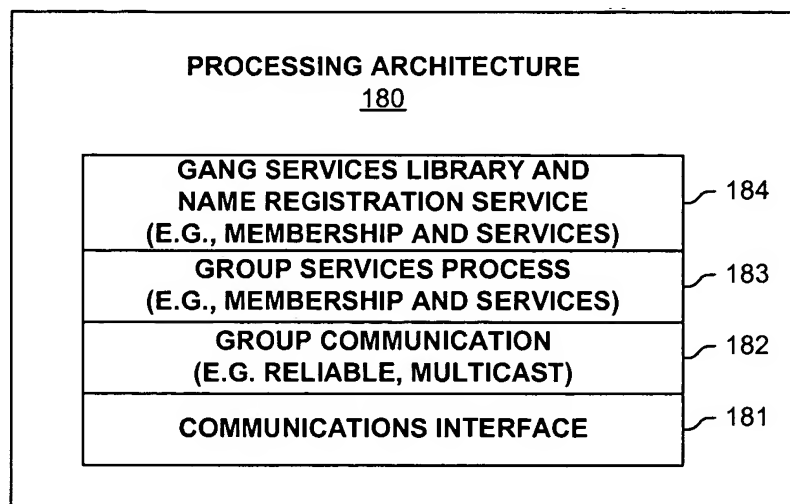 PROCESSING ARCHITECTURE
180
GANG SERVICES LIBRARY AND
NAME REGISTRATION SERVICE
(E.G., MEMBERSHIP AND SERVICES)
184
GROUP SERVICES PROCESS
(E.G., MEMBERSHIP AND SERVICES)
183
GROUP COMMUNICATION
(E.G. RELIABLE, MULTICAST)
182
COMMUNICATIONS INTERFACE
181